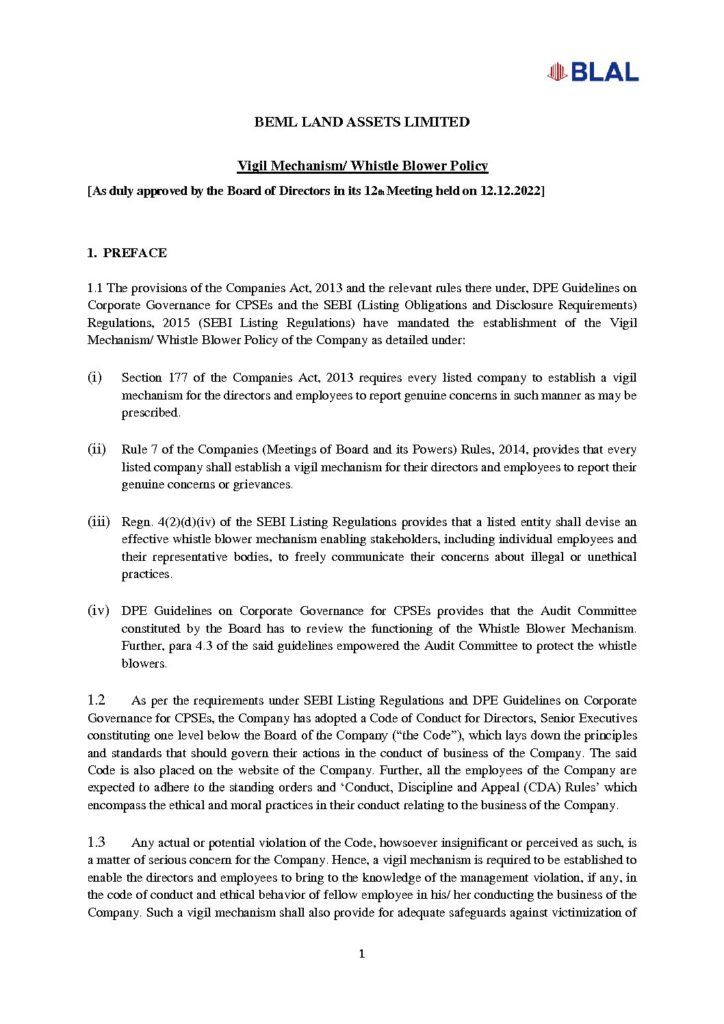 BLAL
BEML LAND ASSETS LIMITED
Vigil Mechanism/ Whistle Blower Policy
[As duly approved by the Board of Directors in its 12th Meeting held on 12.12.2022]
1. PREFACE
1.1 The provisions of the Companies Act, 2013 and the relevant rules there under, DPE Guidelines on
Corporate Governance for CPSEs and the SEBI (Listing Obligations and Disclosure Requirements)
Regulations, 2015 (SEBI Listing Regulations) have mandated the establishment of the Vigil
Mechanism/ Whistle Blower Policy of the Company as detailed under:
(i) Section 177 of the Companies Act, 2013 requires every listed company to establish a vigil
mechanism for the directors and employees to report genuine concerns in such manner as may be
prescribed.
(ii) Rule 7 of the Companies (Meetings of Board and its Powers) Rules, 2014, provides that every
listed company shall establish a vigil mechanism for their directors and employees to report their
genuine concerns or grievances.
(iii) Regn. 4(2)(d)(iv) of the SEBI Listing Regulations provides that a listed entity shall devise an
effective whistle blower mechanism enabling stakeholders, including individual employees and
their representative bodies, to freely communicate their concerns about illegal or unethical
practices.
(iv) DPE Guidelines on Corporate Governance for CPSEs provides that the Audit Committee
constituted by the Board has to review the functioning of the Whistle Blower Mechanism.
Further, para 4.3 of the said guidelines empowered the Audit Committee to protect the whistle
blowers.
1.2 As per the requirements under SEBI Listing Regulations and DPE Guidelines on Corporate
Governance for CPSEs, the Company has adopted a Code of Conduct for Directors, Senior Executives
constituting one level below the Board of the Company (“the Code”), which lays down the principles
and standards that should govern their actions in the conduct of business of the Company. The said
Code is also placed on the website of the Company. Further, all the employees of the Company are
expected to adhere to the standing orders and ‘Conduct, Discipline and Appeal (CDA) Rules’ which
encompass the ethical and moral practices in their conduct relating to the business of the Company.
1.3 Any actual or potential violation of the Code, howsoever insignificant or perceived as such, is
a matter of serious concern for the Company. Hence, a vigil mechanism is required to be established to
enable the directors and employees to bring to the knowledge of the management violation, if any, in
the code of conduct and ethical behavior of fellow employee in his/ her conducting the business of the
Company. Such a vigil mechanism shall also provide for adequate safeguards against victimization of
1